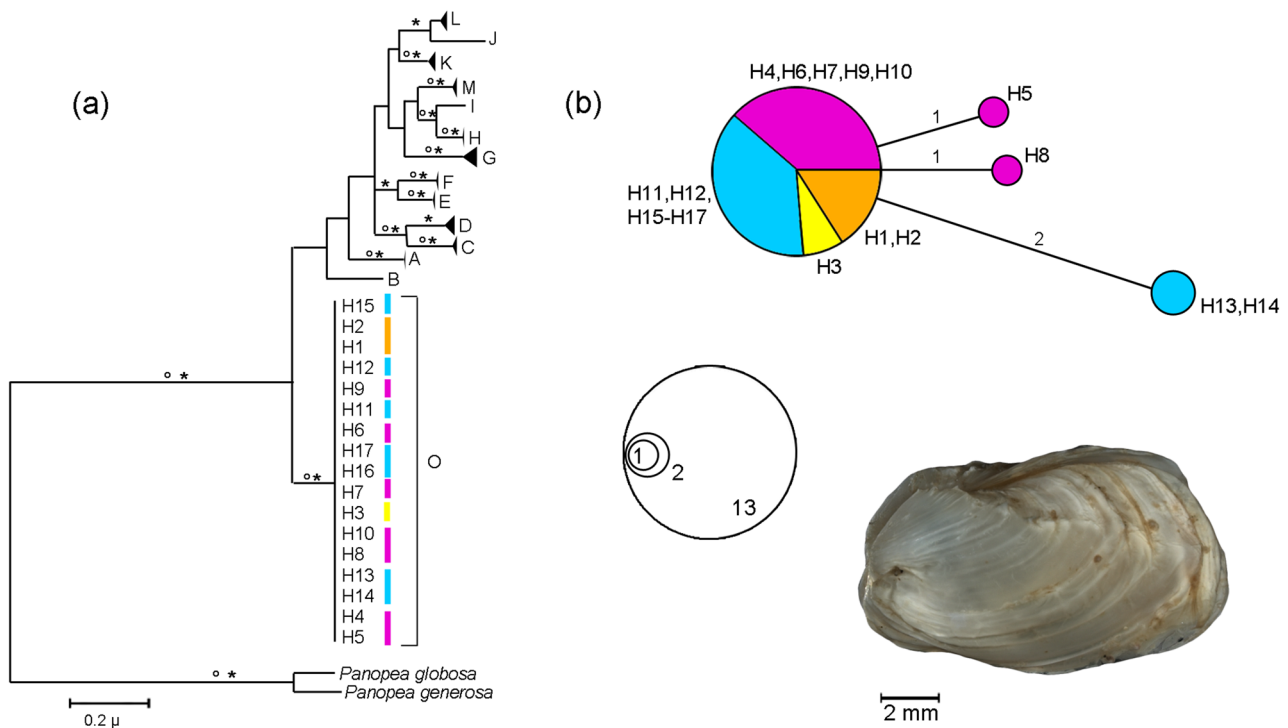 (a)
° *
* L
J
° * K
° * M
I
° *
° * H
° * G
*
° * F
° * E
° *
* D
° * C
° * A
B
H15
H2
H1
H12
H9
H11
H6
H17
H16
H7
H3
H10
H8
H13
H14
H4
H5
O
° *
° *
Panopea globosa
Panopea generosa
0.2 µ
(b)
H4,H6,H7,H9,H10
H5
1
1
H8
H11,H12,
H15-H17
H1,H2
H3
2
H13,H14
1
2
13
2 mm